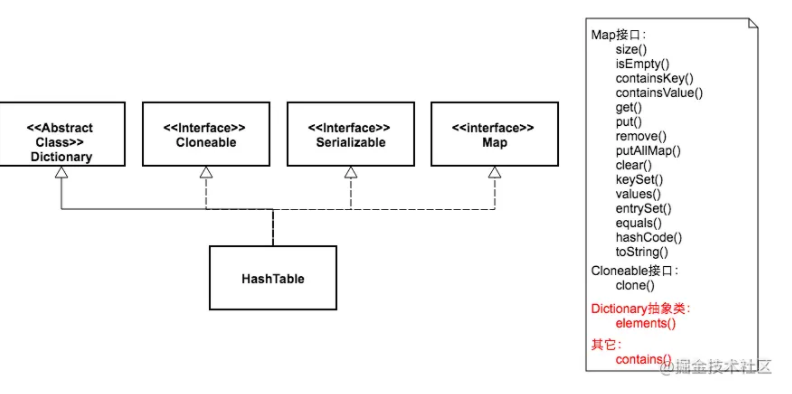 <<Abstract
Class>>
Dictionary
<<Interface>>
Cloneable
<<Interface>>
Serializable
<<interface>>
Map
HashTable
Map接口：
size()
isEmpty()
containsKey()
containsValue()
get()
put()
remove()
putAllMap()
clear()
keySet()
values()
entrySet()
equals()
hashCode()
toString()
Cloneable接口：
clone()
Dictionary抽象类：
elements()
其它：
contains()
@掘金技术社区